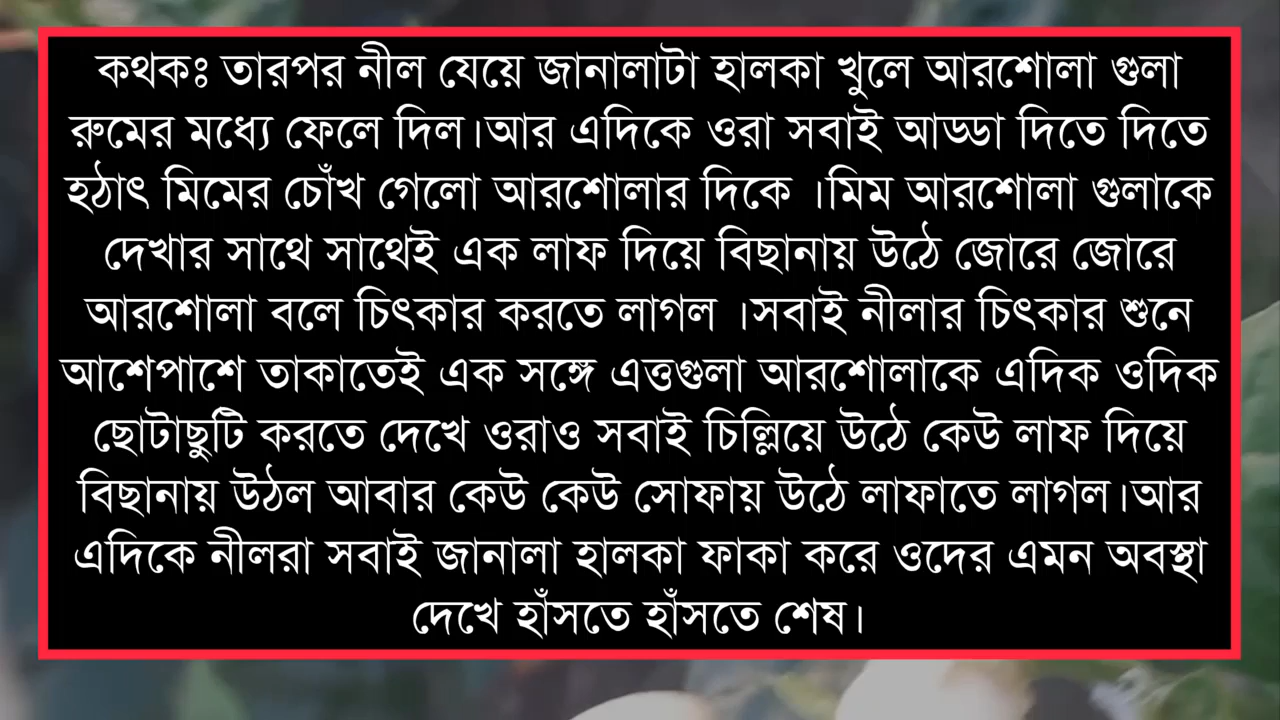 কথকঃ তারপর নীল যেয়ে জানালাটা হালকা খুলে আরশোলা গুলা
রুমের মধ্যে ফেলে দিল।আর এদিকে ওরা সবাই আড্ডা দিতে দিতে
হঠাৎ মিমের চোঁখ গেলো আরশোলার দিকে ।মিম আরশোলা গুলাকে
দেখার সাথে সাথেই এক লাফ দিয়ে বিছানায় উঠে জোরে জোরে
আরশোলা বলে চিৎকার করতে লাগল ।সবাই নীলার চিৎকার শুনে
আশেপাশে তাকাতেই এক সঙ্গে এত্তগুলা আরশোলাকে এদিক ওদিক
ছোটাছুটি করতে দেখে ওরাও সবাই চিল্লিয়ে উঠে কেউ লাফ দিয়ে
বিছানায় উঠল আবার কেউ কেউ সোফায় উঠে লাফাতে লাগল।আর
এদিকে নীলরা সবাই জানালা হালকা ফাকা করে ওদের এমন অবস্থা
দেখে হাঁসতে হাঁসতে শেষ।